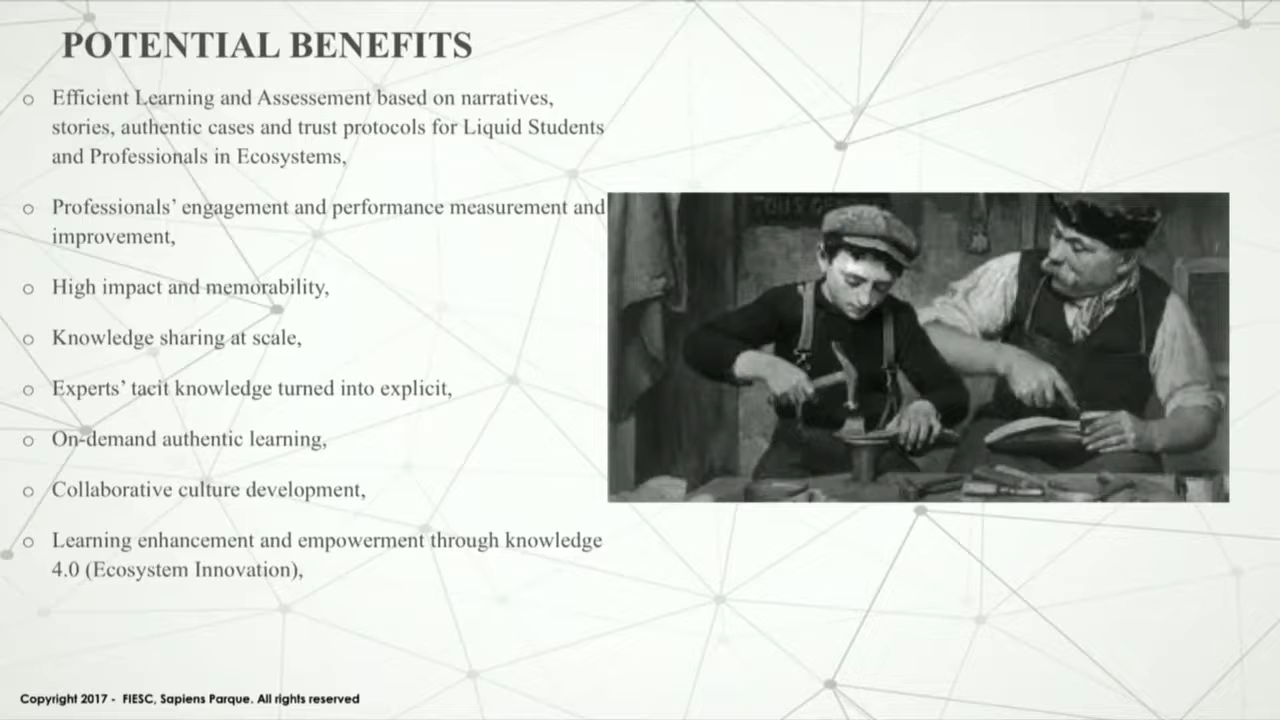 POTENTIAL BENEFITS
Efficient Learning and Assessement based on narratives,
stories, authentic cases and trust protocols for Liquid Students
and Professionals in Ecosystems,
Professionals’ engagement and performance measurement and
improvement,
High impact and memorability,
Knowledge sharing at scale,
Experts’ tacit knowledge turned into explicit,
On-demand authentic learning,
Collaborative culture development,
Learning enhancement and empowerment through knowledge
4.0 (Ecosystem Innovation),
Copyright 2017 - FIESC, Sapiens Parque. All rights reserved